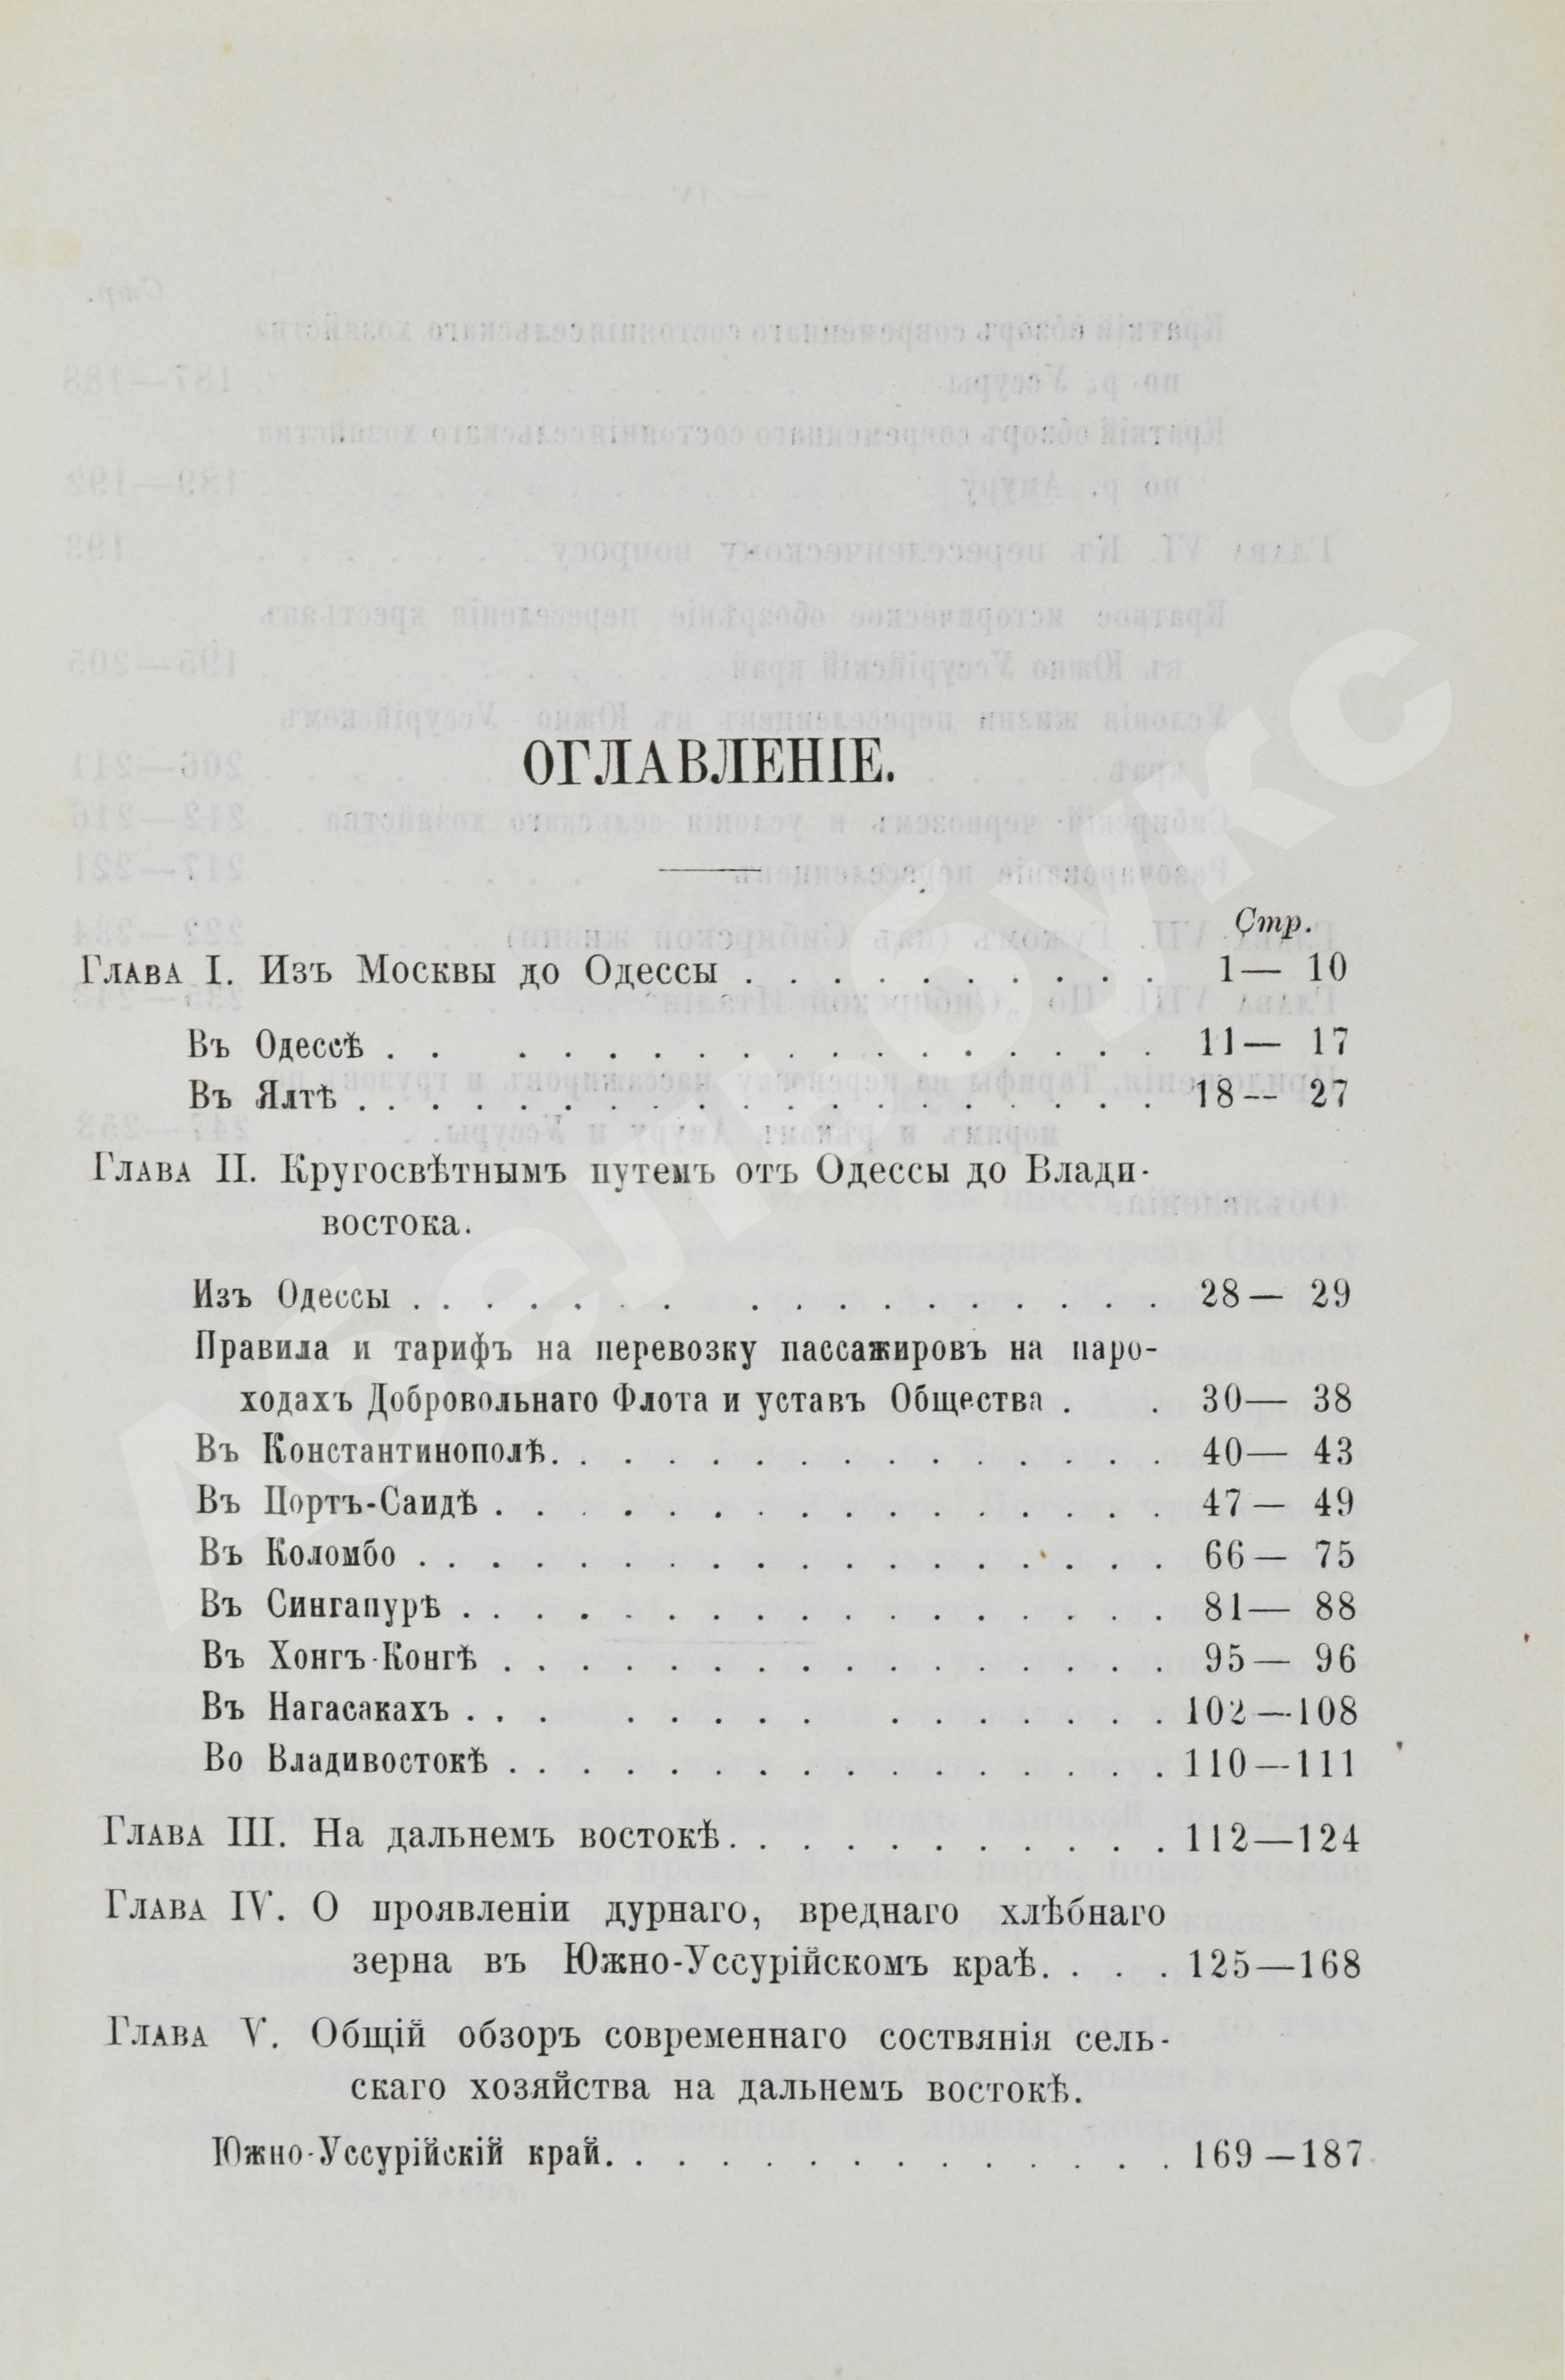 ОГЛАВЛЕНІЕ.
Стр.
Глава I. Изъ Москвы до Одессы . . . . . . . . . . 1— 10
Въ Одессѣ . . . . . . . . . . . . . . . . . 11— 17
Въ Ялтѣ . . . . . . . . . . . . . . . . . . . 18— 27
Глава II. Кругосвѣтнымъ путемъ отъ Одессы до Влади-
востока.
Изъ Одессы . . . . . . . . . . . . . . . . . 28— 29
Правила и тарифъ на перевозку пассажировъ на паро-
ходахъ Добровольнаго Флота и уставъ Общества . . 30— 38
Въ Константинополѣ. . . . . . . . . . . . . . . 40— 43
Въ Портъ-Саидѣ . . . . . . . . . . . . . . . . 47— 49
Въ Коломбо . . . . . . . . . . . . . . . . . . 66— 75
Въ Сингапурѣ . . . . . . . . . . . . . . . . . 81— 88
Въ Хонгъ-Конгѣ . . . . . . . . . . . . . . . . 95— 96
Въ Нагасакахъ . . . . . . . . . . . . . . . 102—108
Во Владивостокѣ . . . . . . . . . . . . . . . . 110—111
Глава III. На дальнемъ востокѣ. . . . . . . . . . . 112—124
Глава IV. О проявленіи дурнаго, вреднаго хлѣбнаго
зерна въ Южно-Уссурійскомъ краѣ. . . . 125—168
Глава V. Общій обзоръ современнаго соствянія сель-
скаго хозяйства на дальнемъ востокѣ.
Южно-Уссурійскій край. . . . . . . . . . . . . . 169—187
Абелбукс